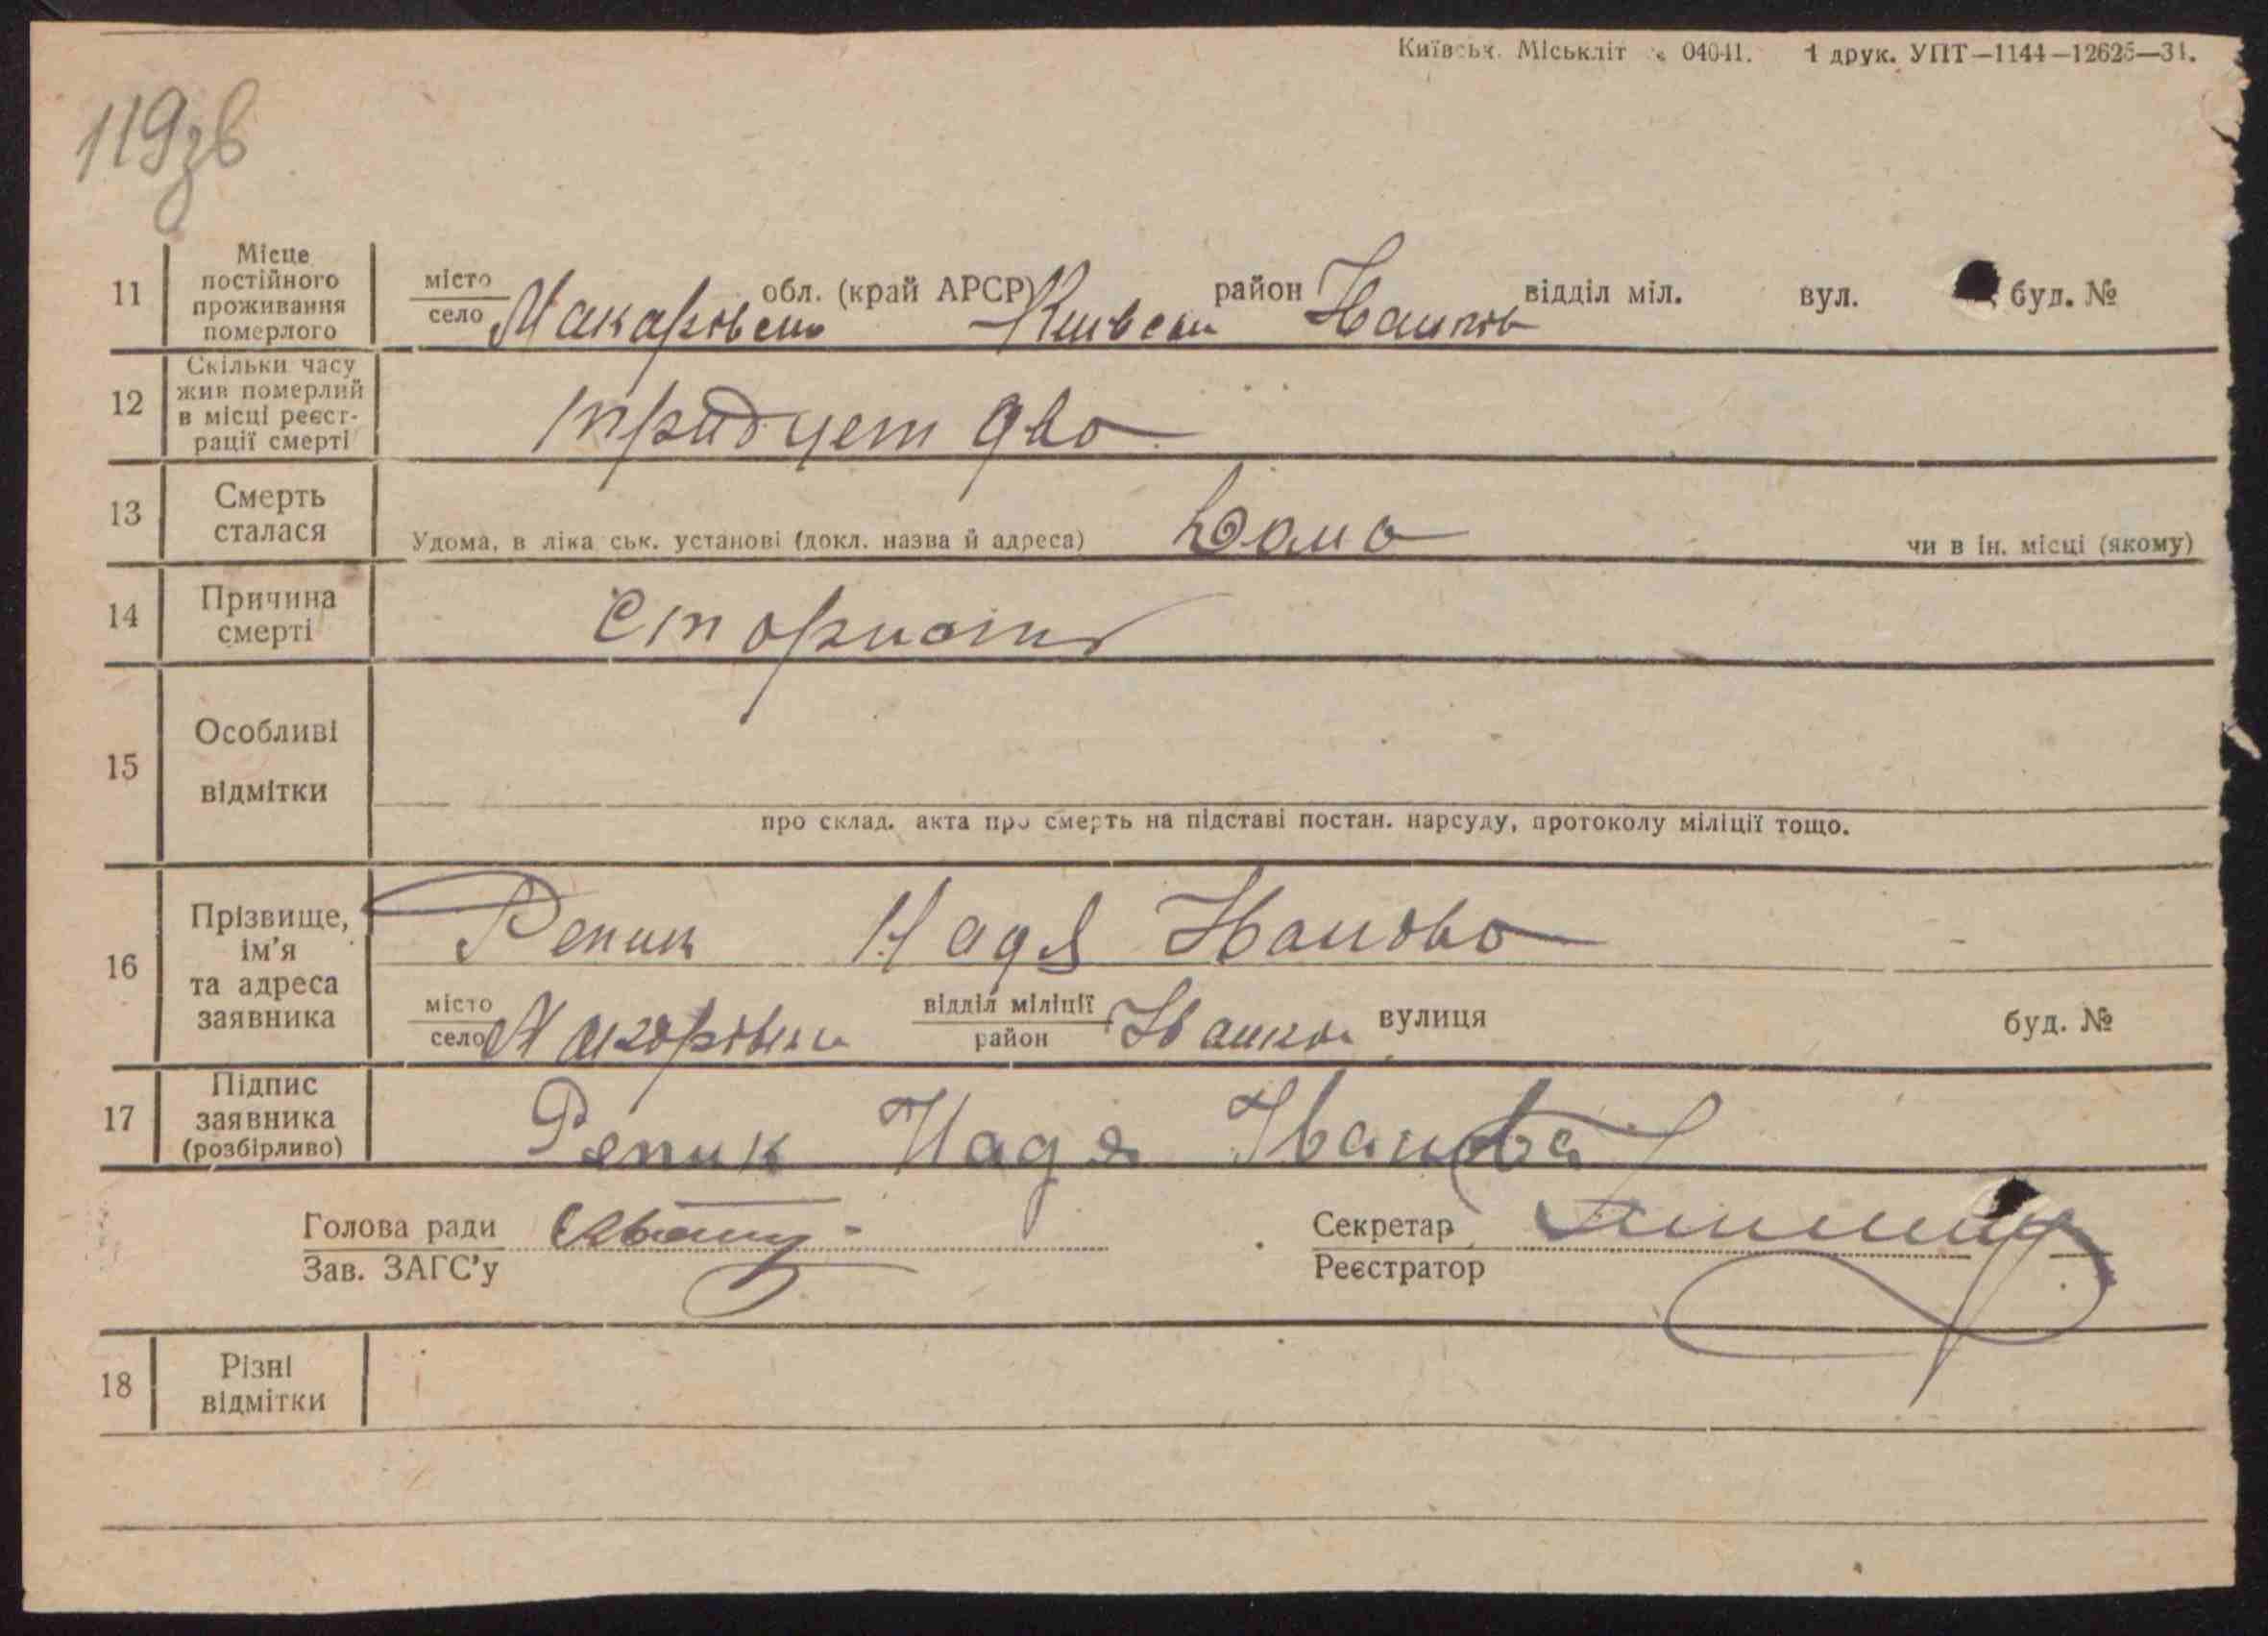 Київськ. Міськліт 04041. 1 друк. УПТ—1144—12625—31.
119зв
11 Місце постійного проживання померлого
місто село Макарівка обл. (край АРСР) Київськ район Іванків відділ міл. вул. буд. №
12 Скільки часу жив померлий в місці реєстрації смерті
тридцет два
13 Смерть сталася
Удома, в лікарськ. установі (докл. назва й адреса) Дома чи в ін. місці (якому)
14 Причина смерті
старисть
15 Особливі відмітки
про склад. акта про смерть на підставі постан. нарсуду, протоколу міліції тощо.
16 Прізвище, ім’я та адреса заявника
Репик Надя Іванова
місто село Макарівка відділ міліції район Іванків вулиця буд. №
17 Підпис заявника (розбірливо)
Репик Надя Іванова
Голова ради Секретар
Зав. ЗАГС’у Реєстратор
18 Різні відмітки